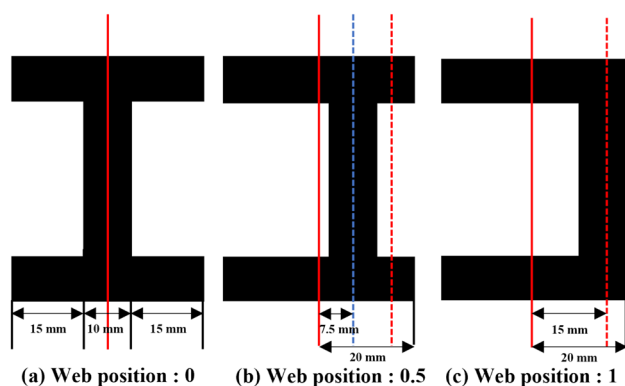 15 mm 10 mm 15 mm
7.5 mm
20 mm
15 mm
20 mm
(a) Web position : 0 (b) Web position : 0.5 (c) Web position : 1